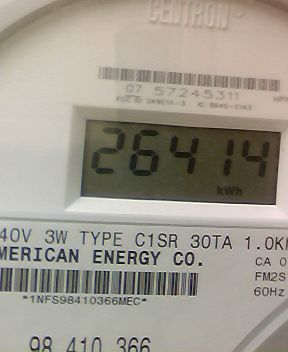 CENTRON
07 57245311
26414
kWh
40V 3W TYPE C1SR 30TA 1.0K
MERICAN ENERGY CO.
CA 0
FM2S
60Hz
*1NFS98410366MEC*
98 410 366